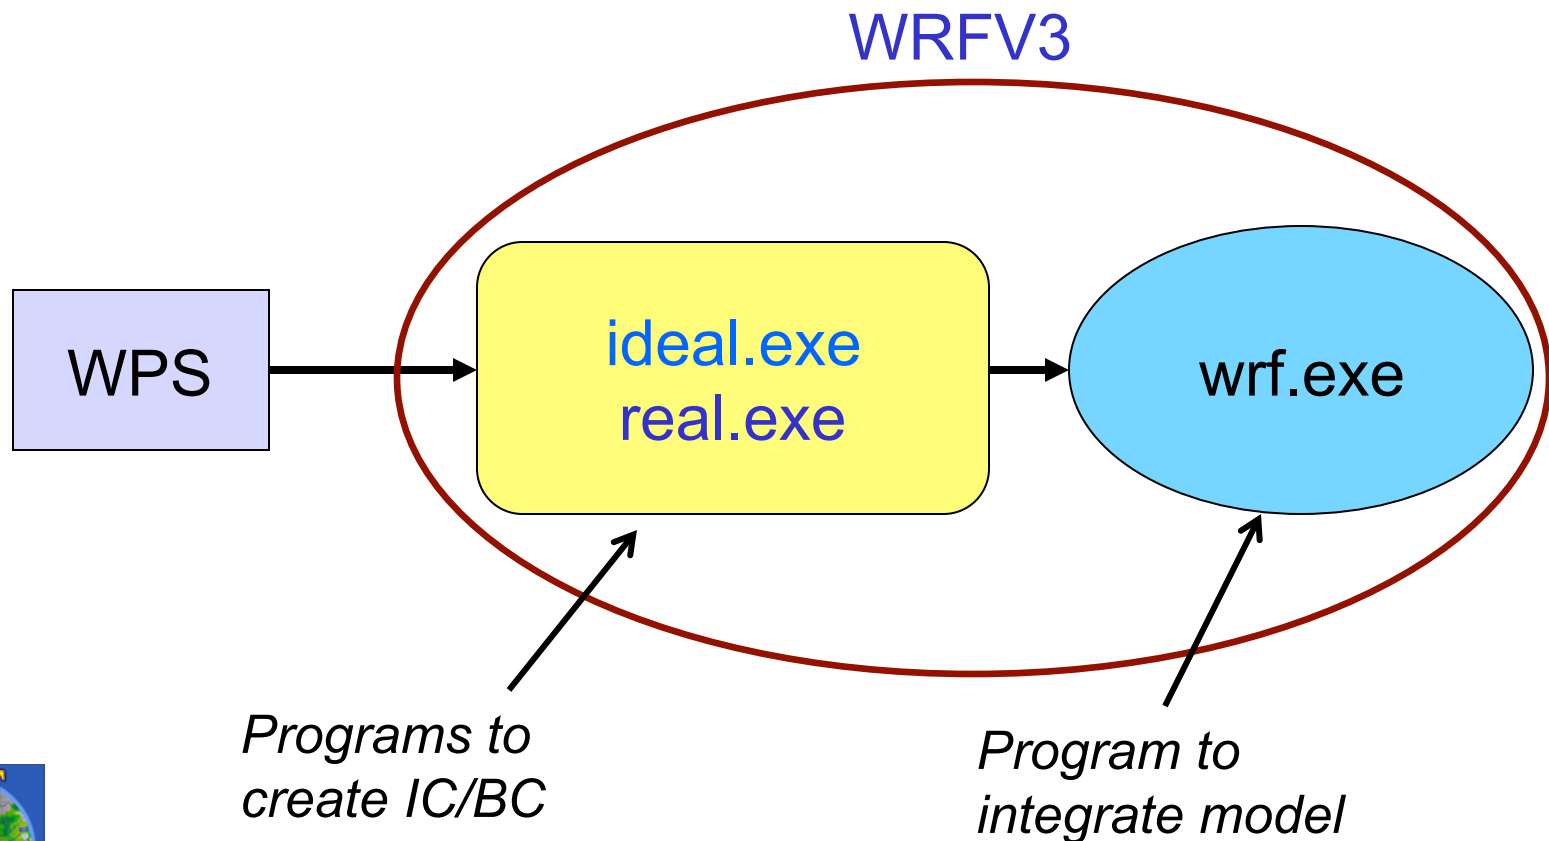 WRFV3
WPS
ideal.exe
real.exe
wrf.exe
Programs to
create IC/BC
Program to
integrate model